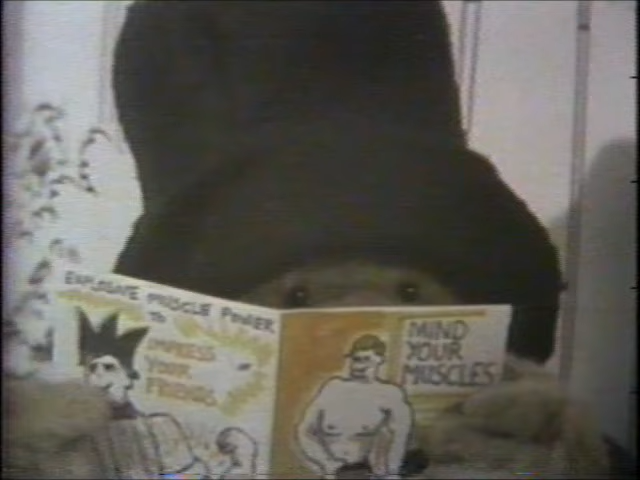 EXPLOSIVE MUSCLE POWER
TO
IMPRESS
YOUR
FRIENDS
MIND
YOUR
MUSCLES